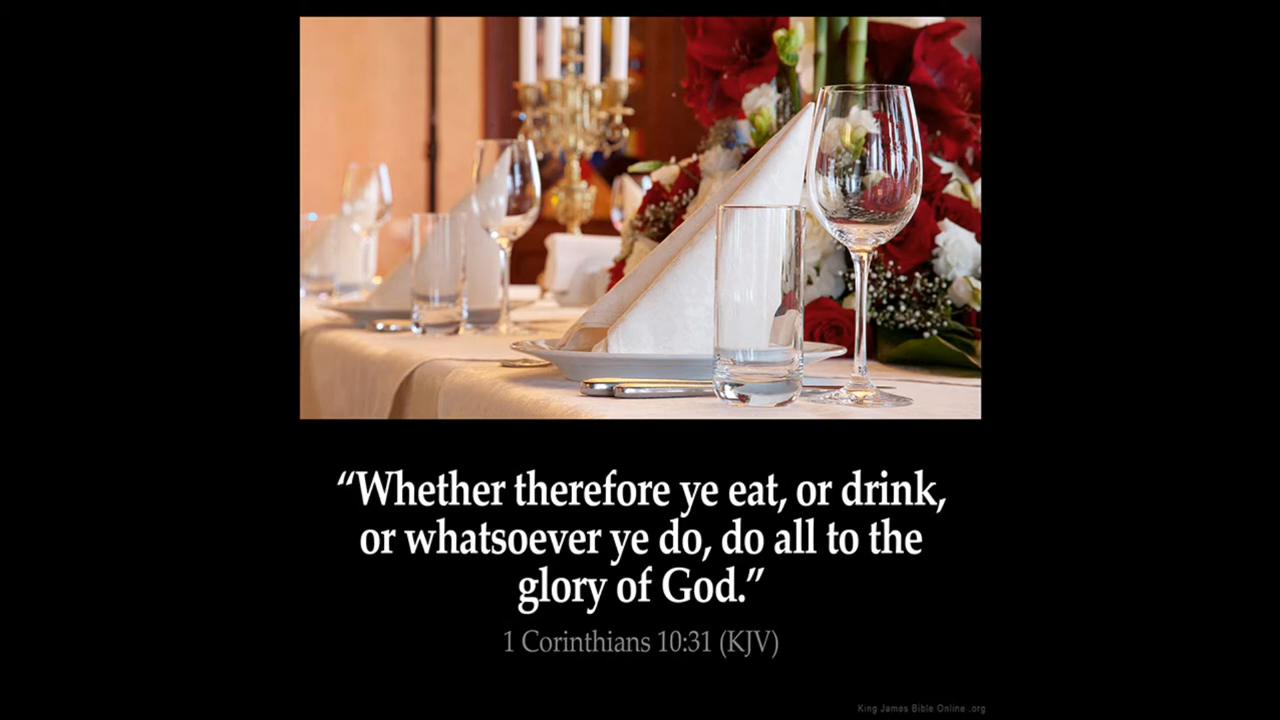 “Whether therefore ye eat, or drink,
or whatsoever ye do, do all to the
glory of God.”
1 Corinthians 10:31 (KJV)
King James Bible Online .org